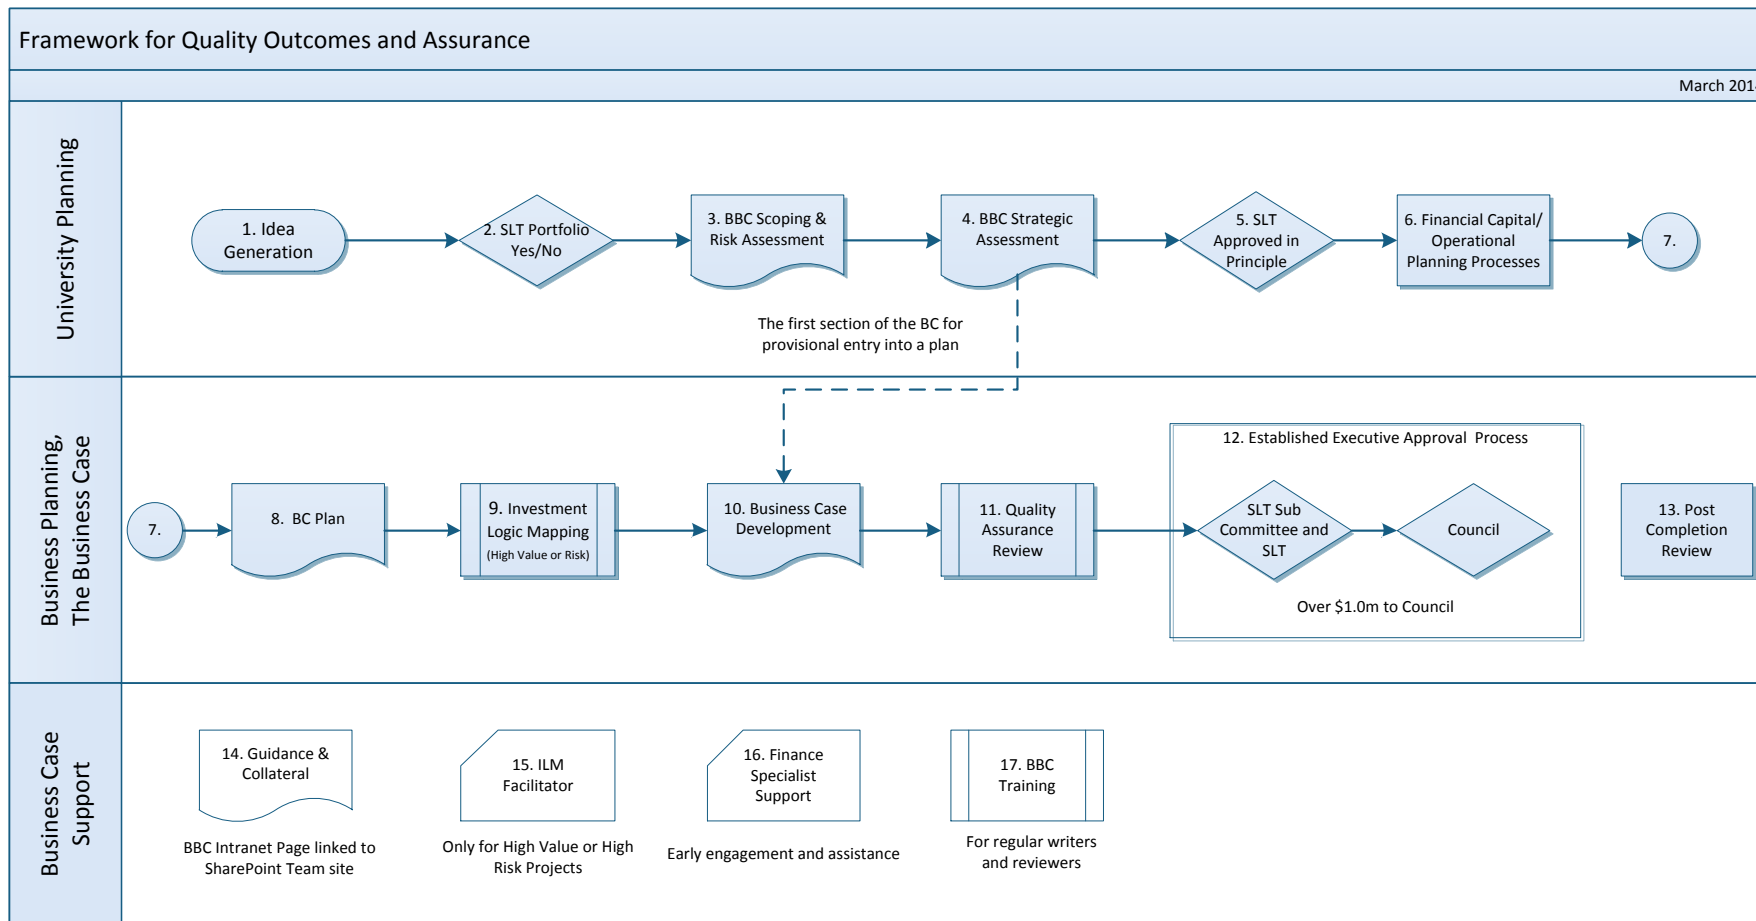 Framework for Quality Outcomes and Assurance
March 201
University Planning
1. Idea
Generation
2. SLT Portfolio
Yes/No
3. BBC Scoping &
Risk Assessment
4. BBC Strategic
Assessment
5. SLT
Approved in
Principle
6. Financial Capital/
Operational
Planning Processes
7.
The first section of the BC for
provisional entry into a plan
Business Planning,
The Business Case
7.
8. BC Plan
9. Investment
Logic Mapping
(High Value or Risk)
10. Business Case
Development
11. Quality
Assurance
Review
12. Established Executive Approval Process
SLT Sub
Committee and
SLT
Council
Over $1.0m to Council
13. Post
Completion
Review
Business Case
Support
14. Guidance &
Collateral
BBC Intranet Page linked to
SharePoint Team site
15. ILM
Facilitator
Only for High Value or High
Risk Projects
16. Finance
Specialist
Support
Early engagement and assistance
17. BBC
Training
For regular writers
and reviewers